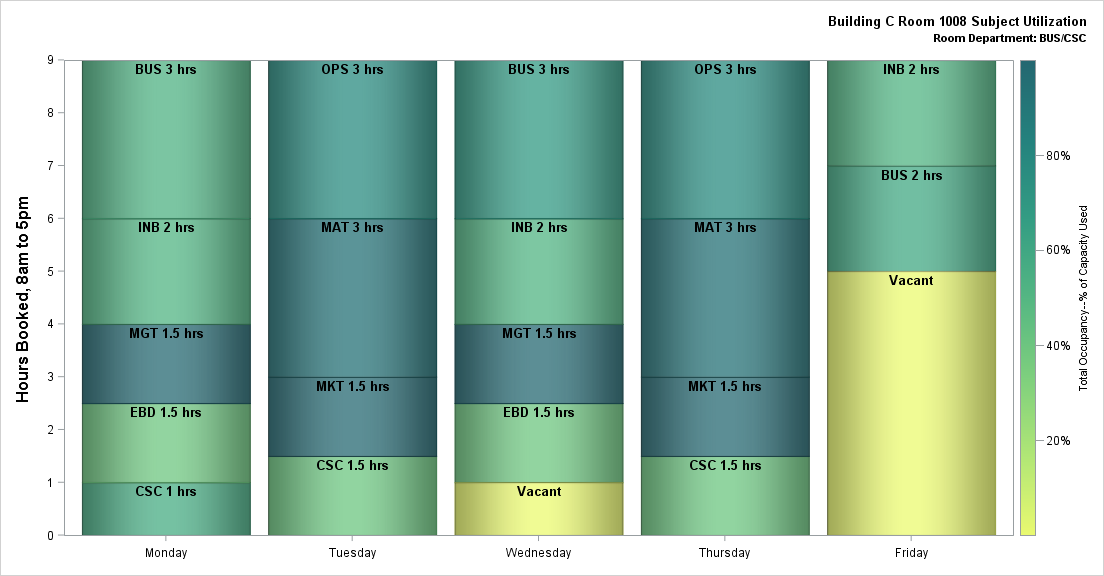 Building C Room 1008 Subject Utilization
Room Department: BUS/CSC
Hours Booked, 8am to 5pm
9
8
7
6
5
4
3
2
1
0
BUS 3 hrs
INB 2 hrs
MGT 1.5 hrs
EBD 1.5 hrs
CSC 1 hrs
Monday
OPS 3 hrs
MAT 3 hrs
MKT 1.5 hrs
CSC 1.5 hrs
Tuesday
BUS 3 hrs
INB 2 hrs
MGT 1.5 hrs
EBD 1.5 hrs
Vacant
Wednesday
OPS 3 hrs
MAT 3 hrs
MKT 1.5 hrs
CSC 1.5 hrs
Thursday
INB 2 hrs
BUS 2 hrs
Vacant
Friday
80%
60%
40%
20%
Total Occupancy--% of Capacity Used